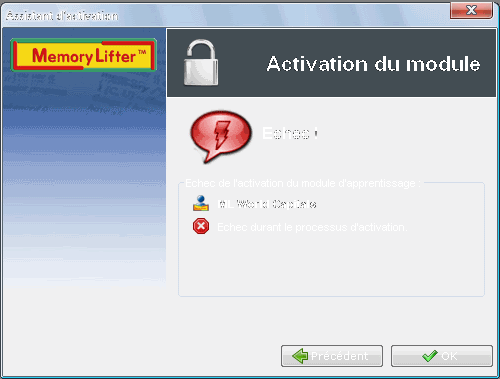 Assistant d'activation
MemoryLifter™
Activation du module
Echec !
Echec de l'activation du module d'apprentissage
ML World Capitals
Echec durant le processus d'activation.
Précédent
OK